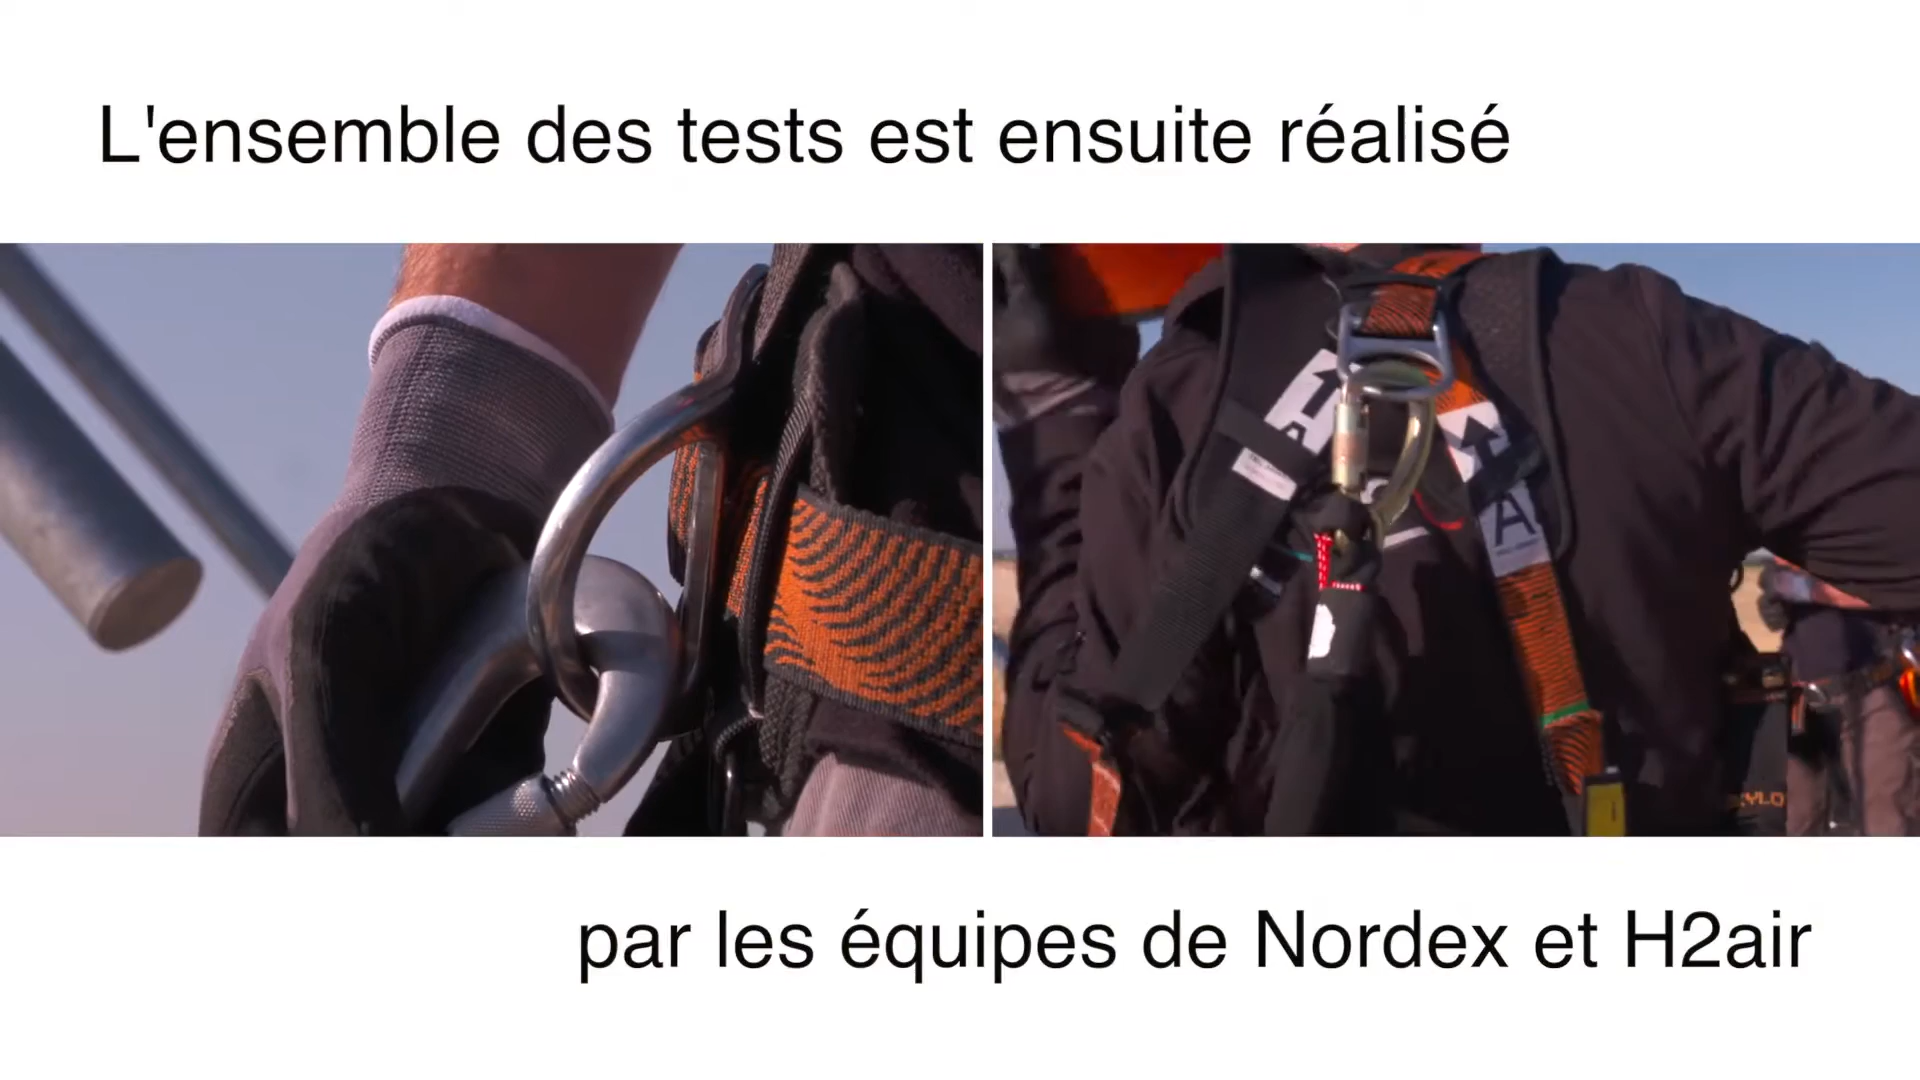 L'ensemble des tests est ensuite réalisé
A
A
par les équipes de Nordex et H2air